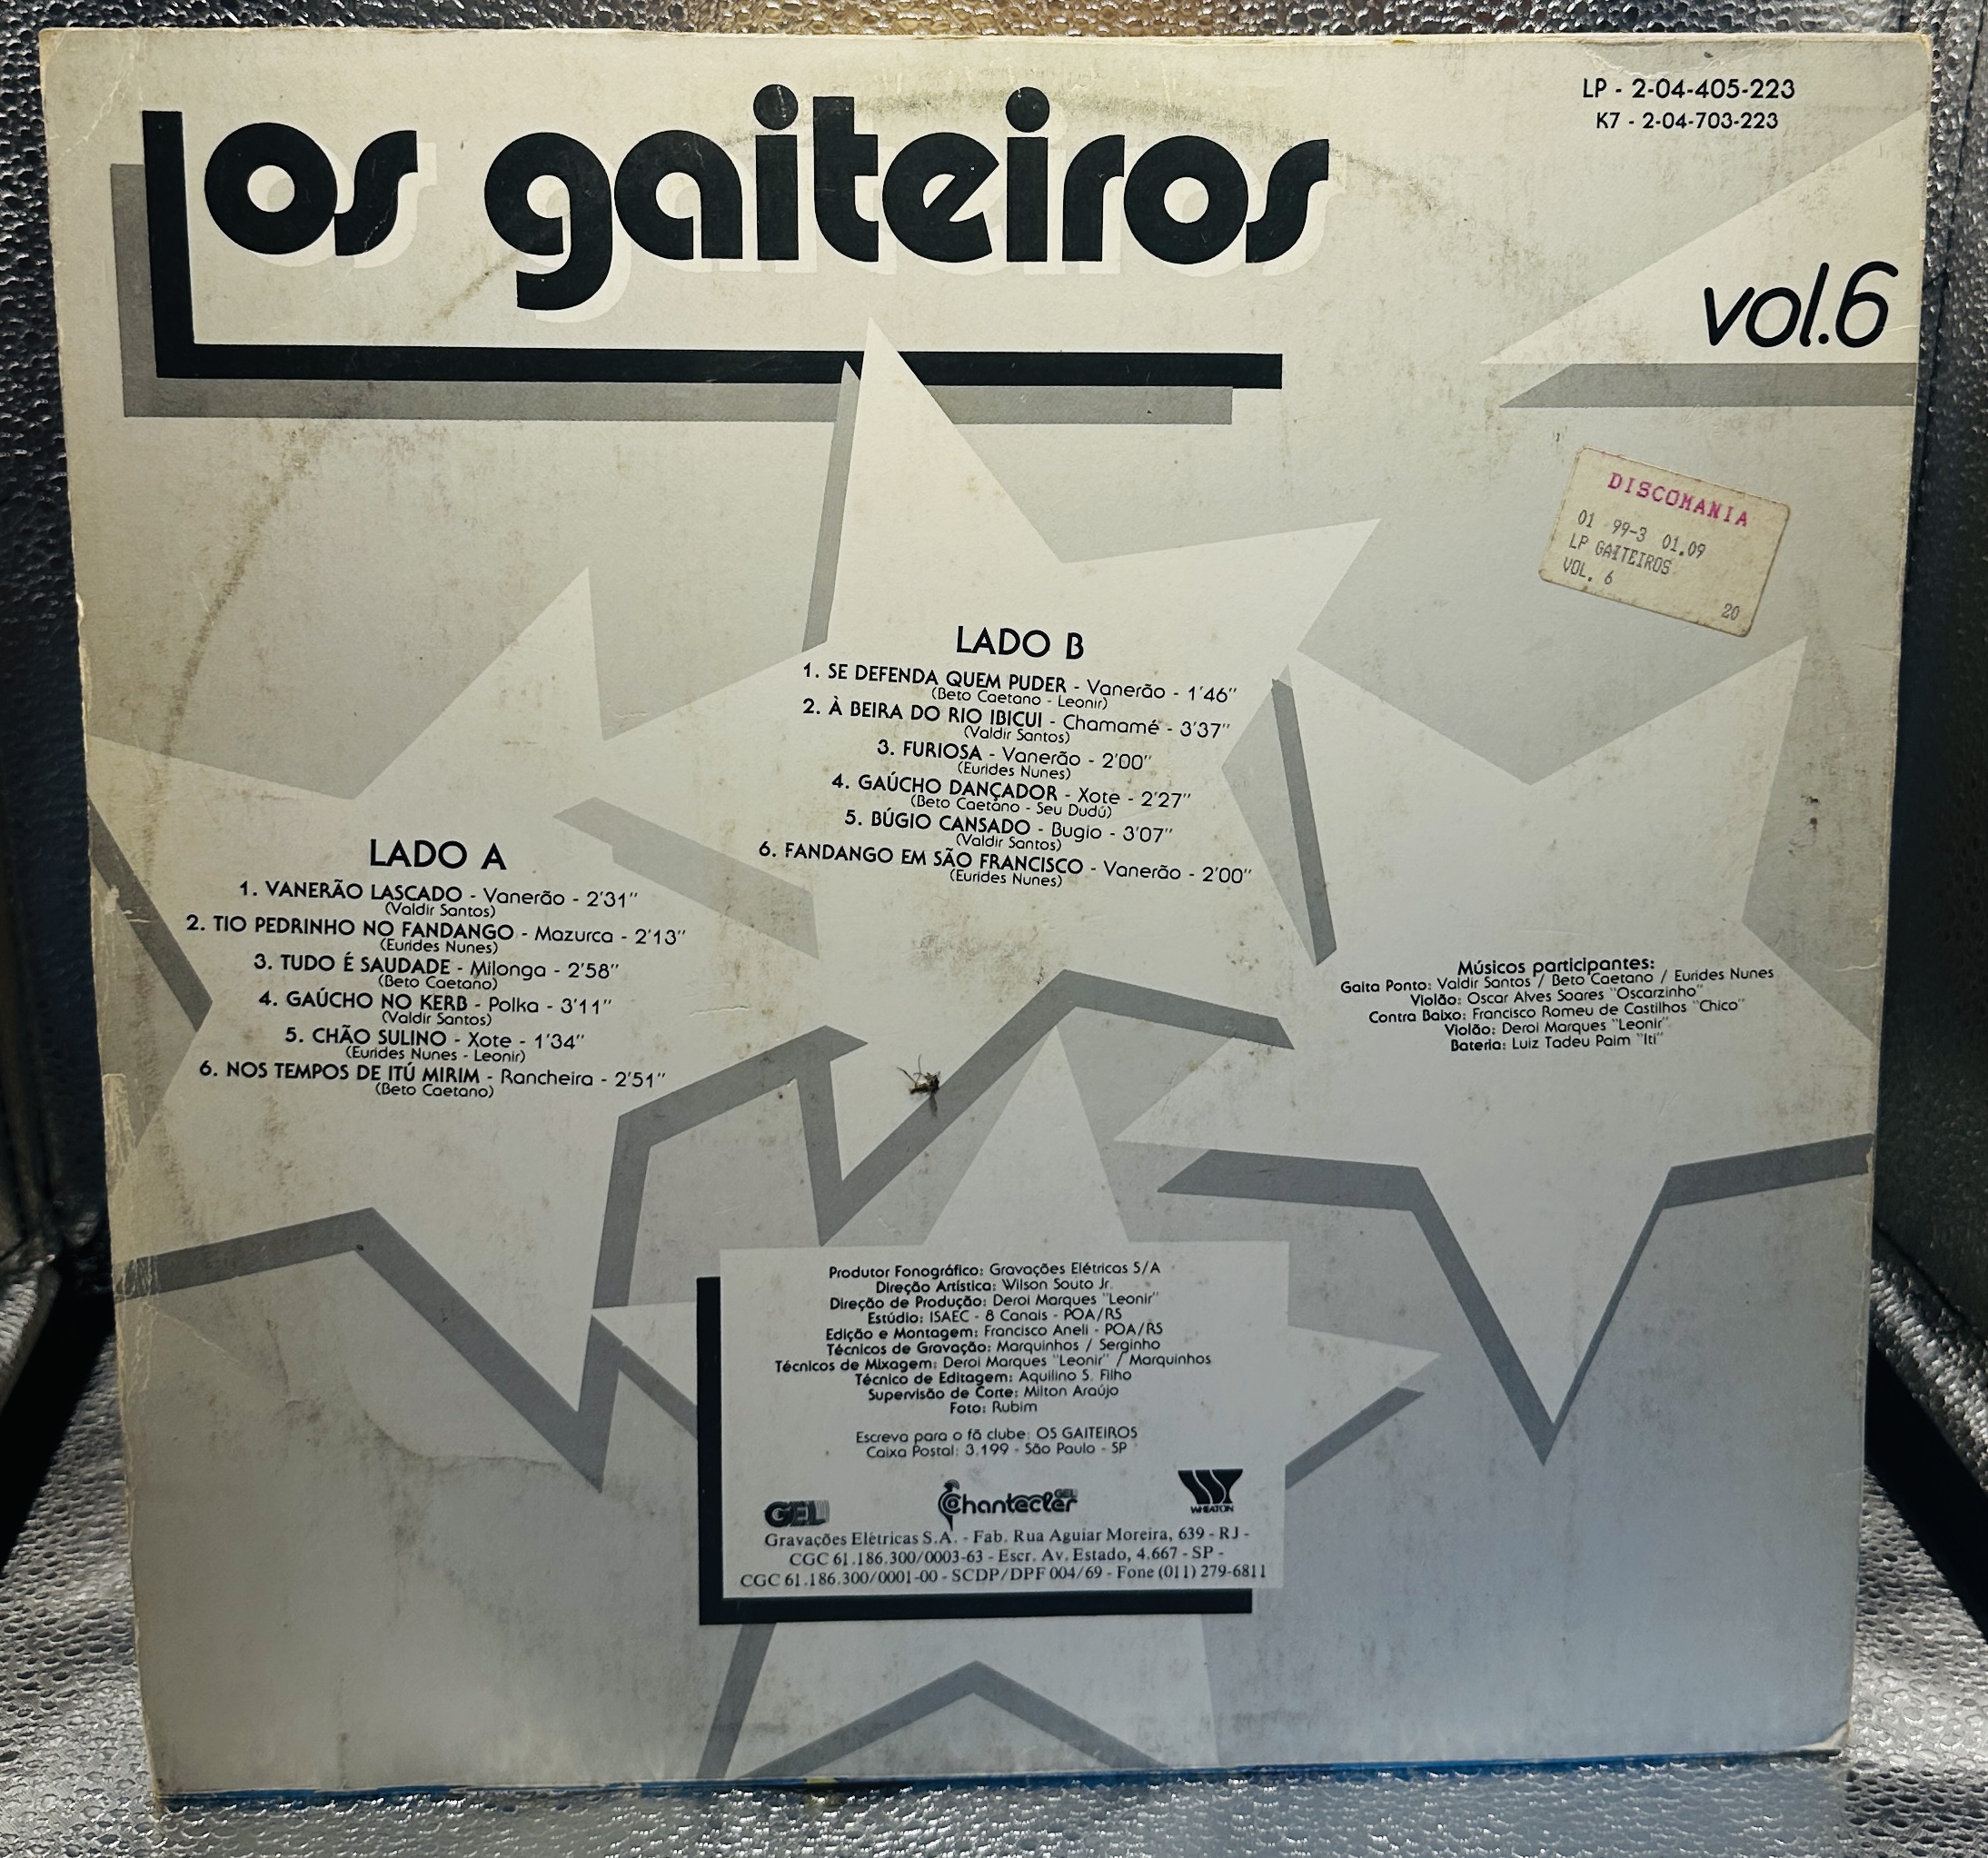 los gaiteiros
LP - 2-04-405-223
K7 - 2-04-703-223
vol.6
DISCOMANIA
01 99-3 01.09
LP GAITEIROS
VOL. 6
20
LADO B
1. SE DEFENDA QUEM PUDER - Vanerão - 1'46"
(Beto Caetano - Leonir)
2. À BEIRA DO RIO IBICUI - Chamamé - 3'37"
(Valdir Santos)
3. FURIOSA - Vanerão - 2'00"
(Eurides Nunes)
4. GAÚCHO DANÇADOR - Xote - 2'27"
(Beto Caetano - Seu Dudú)
5. BÚGIO CANSADO - Bugio - 3'07"
(Valdir Santos)
6. FANDANGO EM SÃO FRANCISCO - Vanerão - 2'00"
(Eurides Nunes)
LADO A
1. VANERÃO LASCADO - Vanerão - 2'31"
(Valdir Santos)
2. TIO PEDRINHO NO FANDANGO - Mazurca - 2'13"
(Eurides Nunes)
3. TUDO É SAUDADE - Milonga - 2'58"
(Beto Caetano)
4. GAÚCHO NO KERB - Polka - 3'11"
(Valdir Santos)
5. CHÃO SULINO - Xote - 1'34"
(Eurides Nunes - Leonir)
6. NOS TEMPOS DE ITÚ MIRIM - Rancheira - 2'51"
(Beto Caetano)
Músicos participantes:
Gaita Ponto: Valdir Santos / Beto Caetano / Eurides Nunes
Violão: Oscar Alves Soares "Oscarzinho"
Contra Baixo: Francisco Romeu de Castilhos "Chico"
Violão: Deroi Marques "Leonir"
Bateria: Luiz Tadeu Paim "Iti"
Produtor Fonográfico: Gravações Elétricas S/A
Direção Artística: Wilson Souto Jr.
Direção de Produção: Deroi Marques "Leonir"
Estúdio: ISAEC - 8 Canais - POA/RS
Edição e Montagem: Francisco Aneli - POA/RS
Técnicos de Gravação: Marquinhos / Serginho
Técnicos de Mixagem: Deroi Marques "Leonir" / Marquinhos
Técnico de Editagem: Aquilino S. Filho
Supervisão de Corte: Milton Araújo
Foto: Rubim
Escreva para o fã clube: OS GAITEIROS
Caixa Postal: 3.199 - São Paulo - SP
GEL Chantecler GEL WHEATON
Gravações Elétricas S.A. - Fab. Rua Aguiar Moreira, 639 - RJ -
CGC 61.186.300/0003-63 - Escr. Av. Estado, 4.667 - SP -
CGC 61.186.300/0001-00 - SCDP/DPF 004/69 - Fone (011) 279-6811